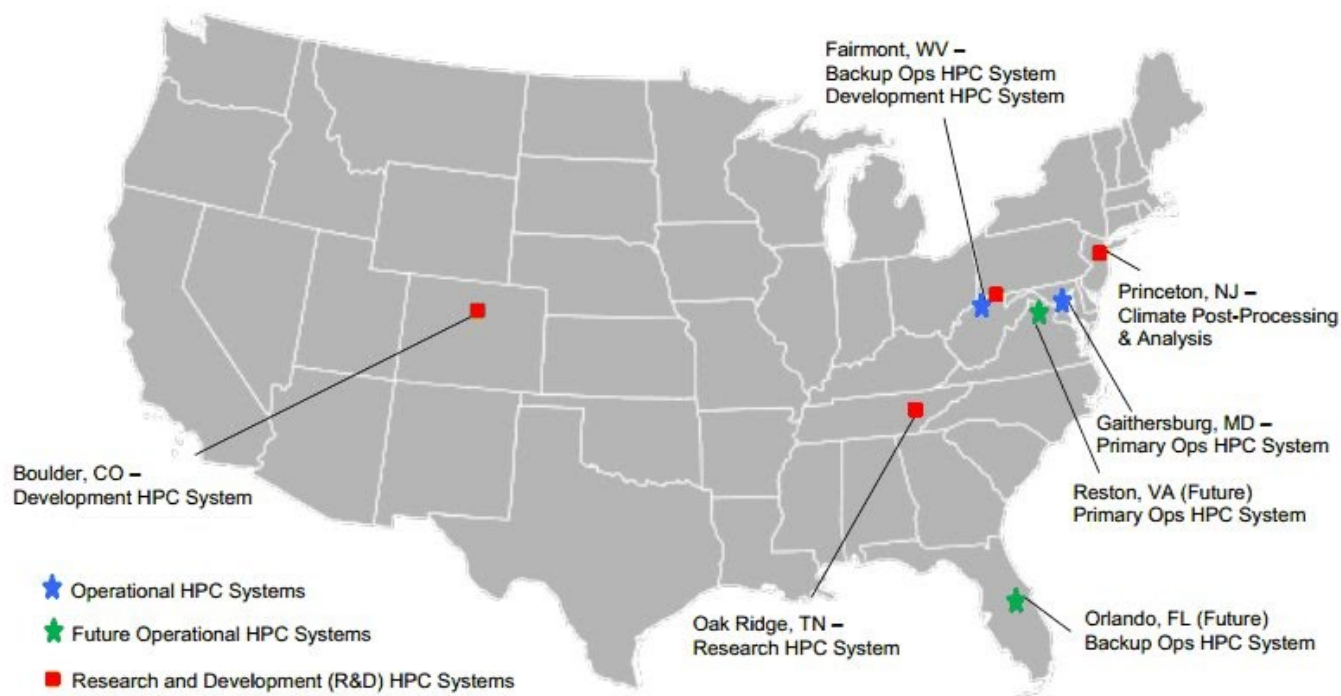 Fairmont, WV –
Backup Ops HPC System
Development HPC System
Princeton, NJ –
Climate Post-Processing
& Analysis
Gaithersburg, MD –
Primary Ops HPC System
Reston, VA (Future)
Primary Ops HPC System
Boulder, CO –
Development HPC System
Oak Ridge, TN –
Research HPC System
Orlando, FL (Future)
Backup Ops HPC System
Operational HPC Systems
Future Operational HPC Systems
Research and Development (R&D) HPC Systems